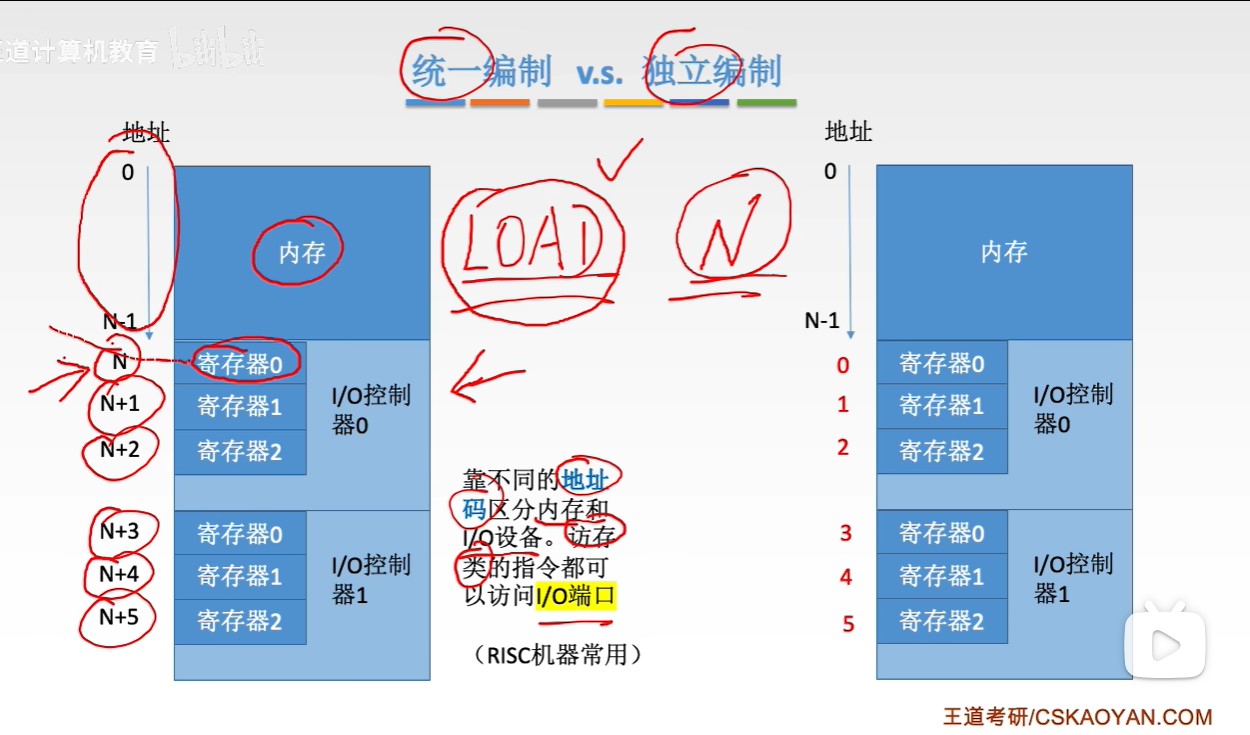 王道计算机教育 bilibili
统一编制 v.s. 独立编制
地址
0
内存
N-1
N
寄存器0
N+1
寄存器1
N+2
寄存器2
I/O控制
器0
N+3
寄存器0
N+4
寄存器1
N+5
寄存器2
I/O控制
器1
LOAD N
靠不同的地址
码区分内存和
I/O设备。访存
类的指令都可
以访问I/O端口
（RISC机器常用）
地址
0
内存
N-1
0
寄存器0
1
寄存器1
2
寄存器2
I/O控制
器0
3
寄存器0
4
寄存器1
5
寄存器2
I/O控制
器1
王道考研/CSKAOYAN.COM